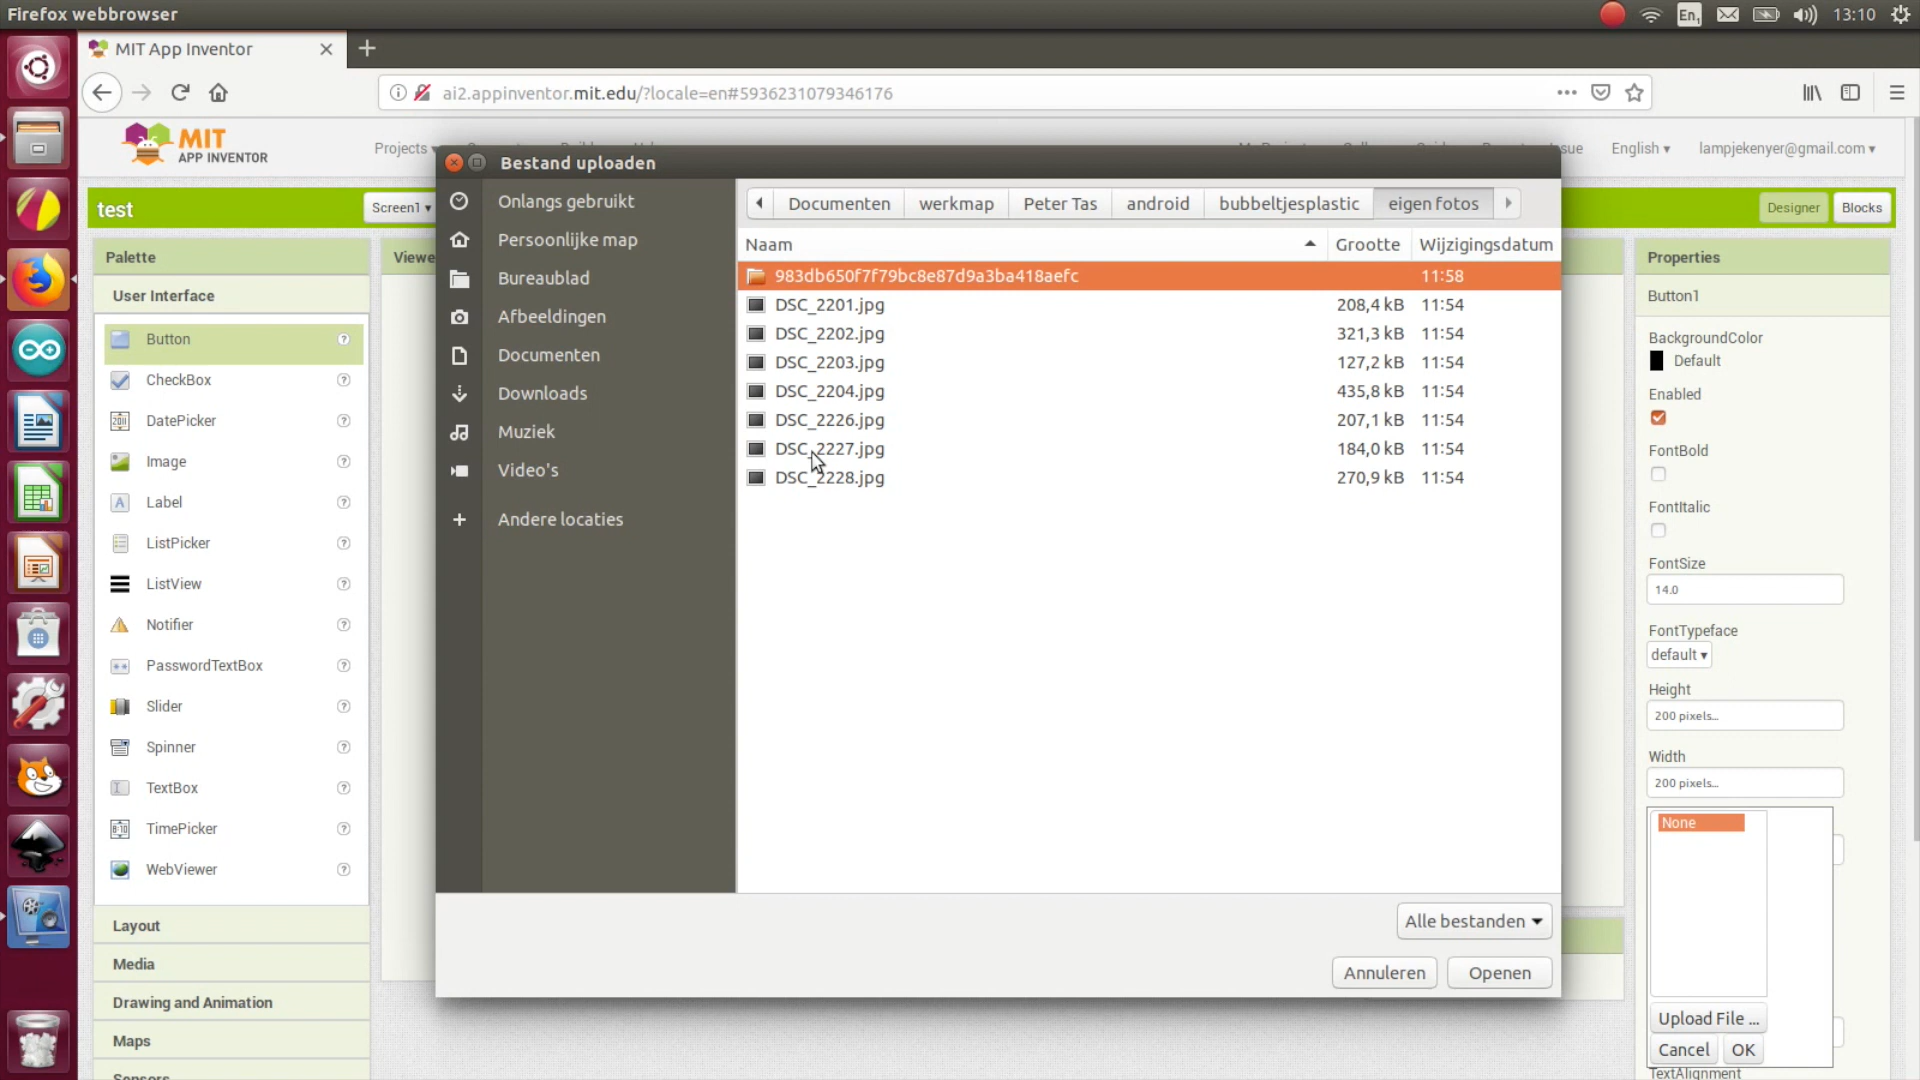 Firefox webbrowser
En1
13:10
MIT App Inventor
ai2.appinventor.mit.edu/?locale=en#5936231079346176
MIT
APP INVENTOR
Projects
English ▾
lampjekenyer@gmail.com ▾
test
Screen1 ▾
Designer
Blocks
Palette
User Interface
Button
CheckBox
DatePicker
Image
Label
ListPicker
ListView
Notifier
PasswordTextBox
Slider
Spinner
TextBox
TimePicker
WebViewer
Layout
Media
Drawing and Animation
Maps
Sensors
Viewe
Bestand uploaden
Onlangs gebruikt
Persoonlijke map
Bureaublad
Afbeeldingen
Documenten
Downloads
Muziek
Video's
Andere locaties
Documenten werkmap Peter Tas android bubbeltjesplastic eigen fotos
Naam Grootte Wijzigingsdatum
983db650f7f79bc8e87d9a3ba418aefc 11:58
DSC_2201.jpg 208,4 kB 11:54
DSC_2202.jpg 321,3 kB 11:54
DSC_2203.jpg 127,2 kB 11:54
DSC_2204.jpg 435,8 kB 11:54
DSC_2226.jpg 207,1 kB 11:54
DSC_2227.jpg 184,0 kB 11:54
DSC_2228.jpg 270,9 kB 11:54
Alle bestanden
Annuleren Openen
Properties
Button1
BackgroundColor
Default
Enabled
FontBold
FontItalic
FontSize
14.0
FontTypeface
default ▾
Height
200 pixels...
Width
200 pixels...
None
Upload File ...
Cancel OK
TextAlignment